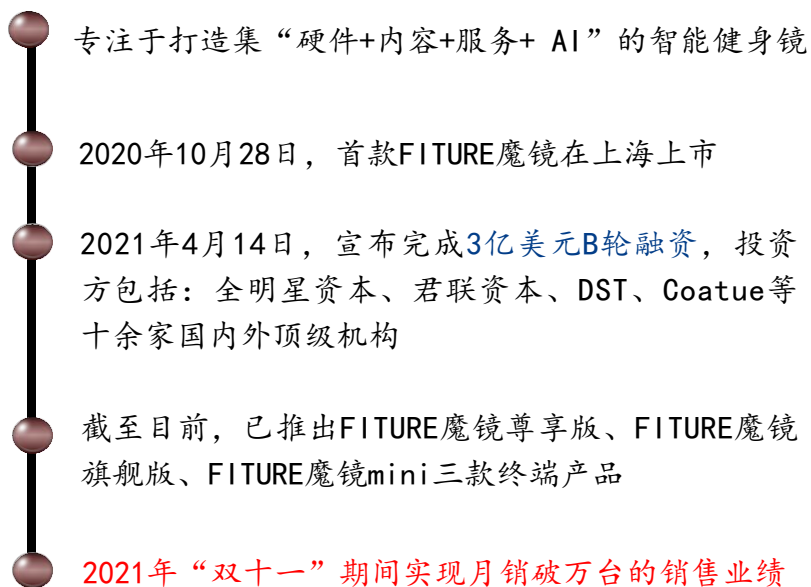 专注于打造集“硬件+内容+服务+ AI”的智能健身镜
2020年10月28日，首款FITURE魔镜在上海上市
2021年4月14日，宣布完成3亿美元B轮融资，投资
方包括：全明星资本、君联资本、DST、Coatue等
十余家国内外顶级机构
截至目前，已推出FITURE魔镜尊享版、FITURE魔镜
旗舰版、FITURE魔镜mini三款终端产品
2021年“双十一”期间实现月销破万台的销售业绩